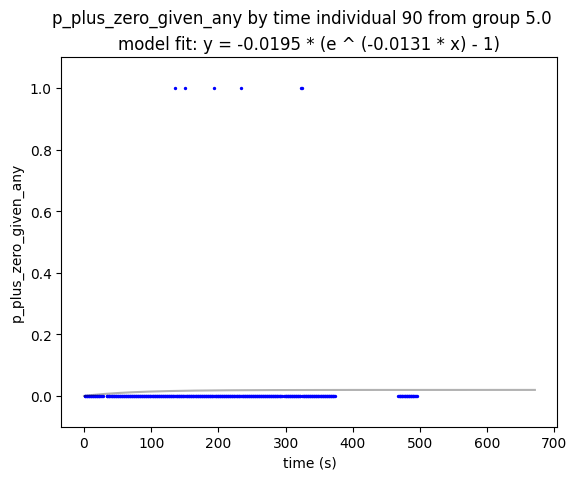 p_plus_zero_given_any by time individual 90 from group 5.0
model fit: y = -0.0195 * (e ^ (-0.0131 * x) - 1)
1.0
0.8
0.6
0.4
0.2
0.0
p_plus_zero_given_any
0 100 200 300 400 500 600 700
time (s)